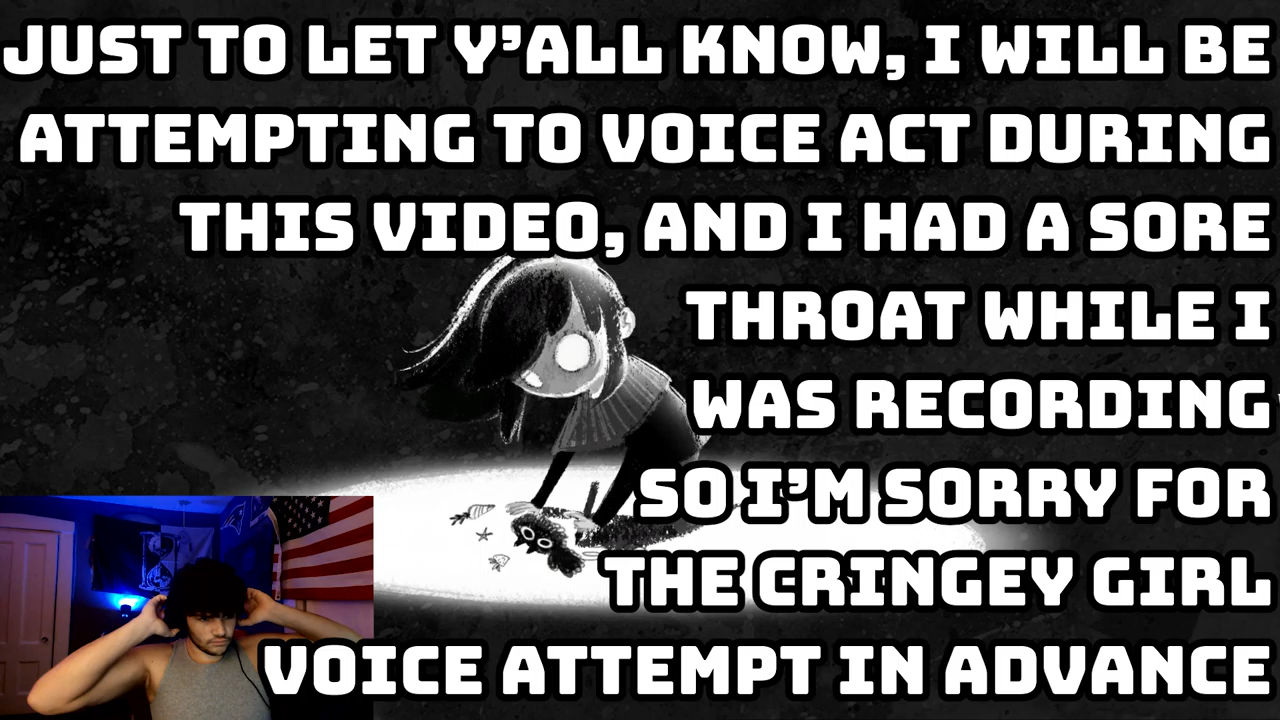 JUST TO LET Y’ALL KNOW, I WILL BE
ATTEMPTING TO VOICE ACT DURING
THIS VIDEO, AND I HAD A SORE
THROAT WHILE I
WAS RECORDING
SO I’M SORRY FOR
THE CRINGEY GIRL
VOICE ATTEMPT IN ADVANCE